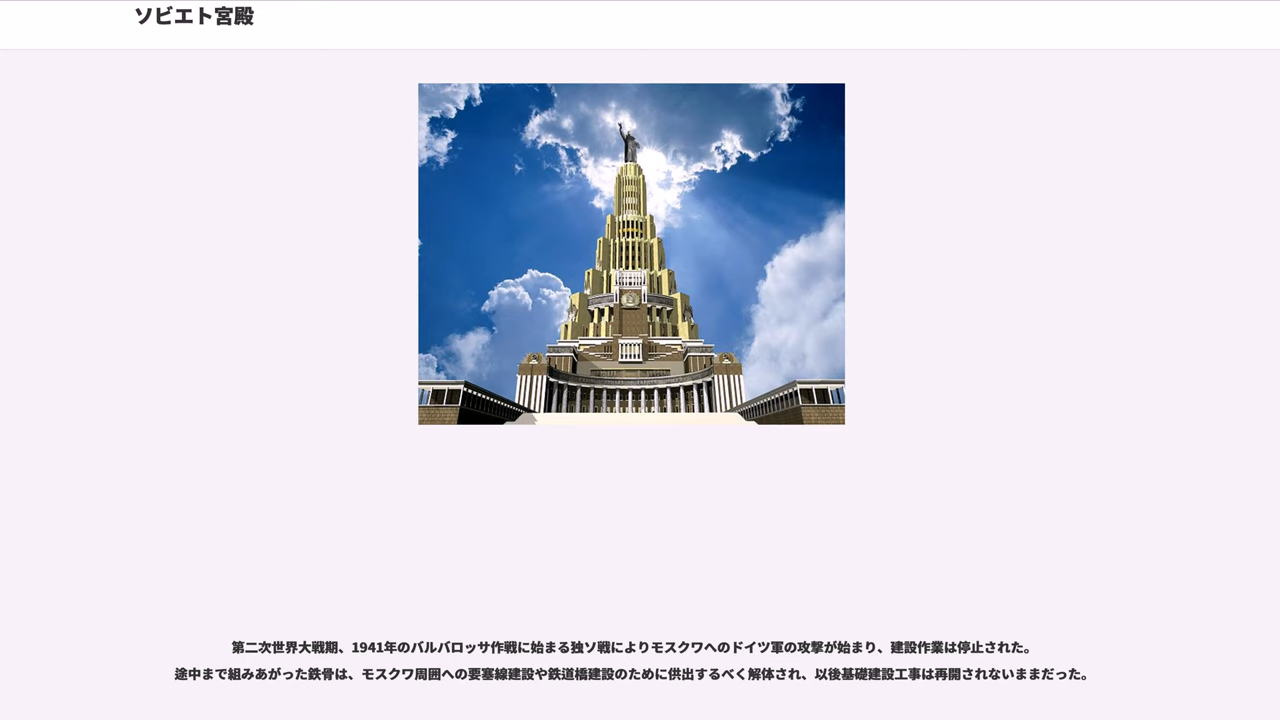 ソビエト宮殿
第二次世界大戦期、1941年のバルバロッサ作戦に始まる独ソ戦によりモスクワへのドイツ軍の攻撃が始まり、建設作業は停止された。
途中まで組みあがった鉄骨は、モスクワ周囲への要塞線建設や鉄道橋建設のために供出するべく解体され、以後基礎建設工事は再開されないままだった。